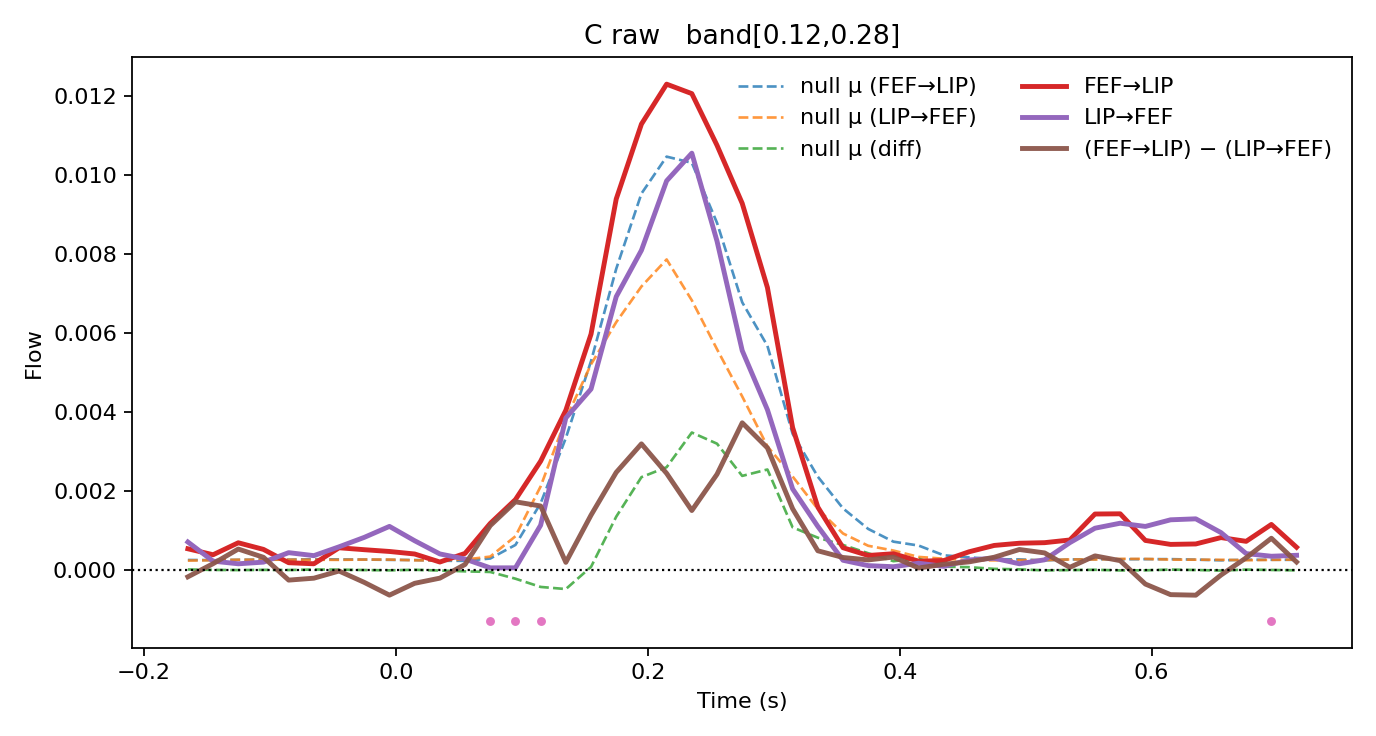 C raw   band[0.12,0.28]
null μ (FEF→LIP)
null μ (LIP→FEF)
null μ (diff)
FEF→LIP
LIP→FEF
(FEF→LIP) − (LIP→FEF)
Flow
0.012
0.010
0.008
0.006
0.004
0.002
0.000
−0.2
0.0
0.2
0.4
0.6
Time (s)